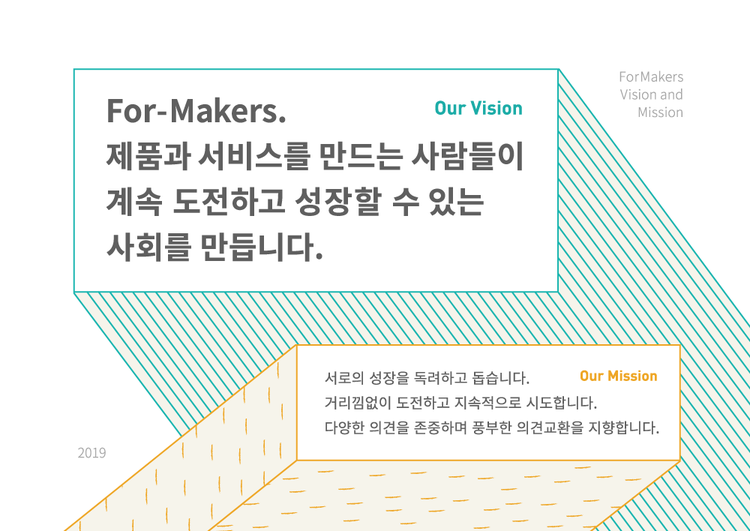 For-Makers.
Our Vision
제품과 서비스를 만드는 사람들이
계속 도전하고 성장할 수 있는
사회를 만듭니다.
ForMakers
Vision and
Mission
서로의 성장을 독려하고 돕습니다.
Our Mission
거리낌없이 도전하고 지속적으로 시도합니다.
다양한 의견을 존중하며 풍부한 의견교환을 지향합니다.
2019